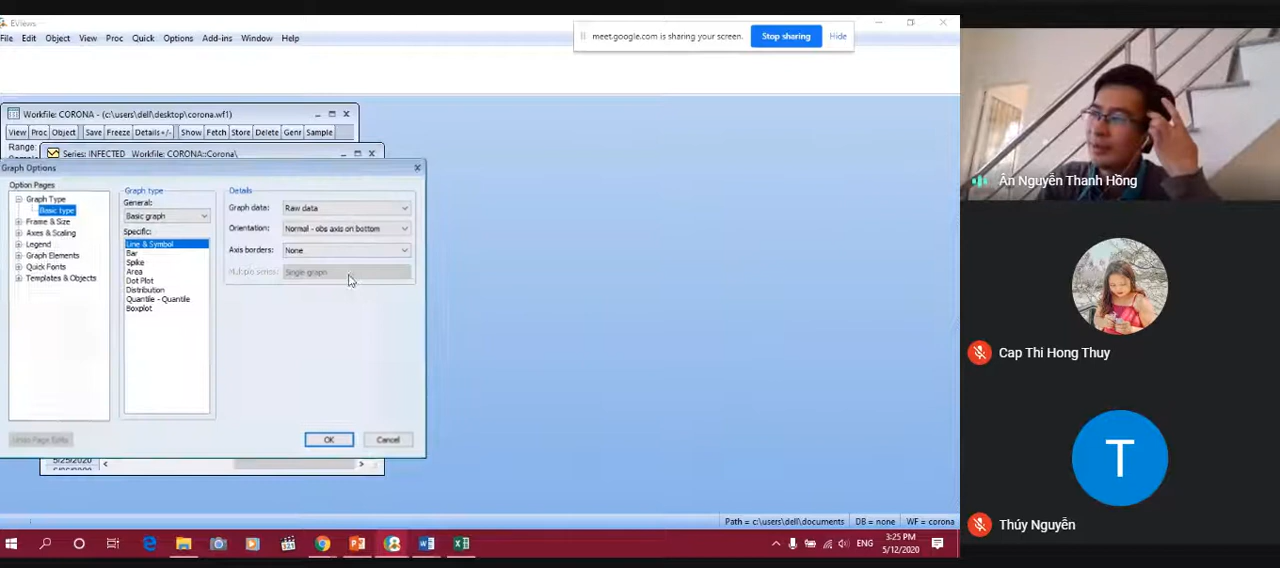 EViews
File Edit Object View Proc Quick Options Add-ins Window Help
meet.google.com is sharing your screen. Stop sharing Hide
Workfile: CORONA - (c:\users\dell\desktop\corona.wf1)
View Proc Object Save Freeze Details+/- Show Fetch Store Delete Genr Sample
Range:
Series: INFECTED Workfile: CORONA::Corona\
Graph Options
Option Pages
Graph Type
Basic type
Frame & Size
Axes & Scaling
Legend
Graph Elements
Quick Fonts
Templates & Objects
Graph type
General:
Basic graph
Specific:
Line & Symbol
Bar
Spike
Area
Dot Plot
Distribution
Quantile - Quantile
Boxplot
Details
Graph data: Raw data
Orientation: Normal - obs axis on bottom
Axis borders: None
Multiple series: Single graph
Undo Page Edits
OK Cancel
5/25/2020
Path = c:\users\dell\documents DB = none WF = corona
ENG
3:25 PM
5/12/2020
Ân Nguyễn Thanh Hồng
Cap Thi Hong Thuy
T
Thúy Nguyễn